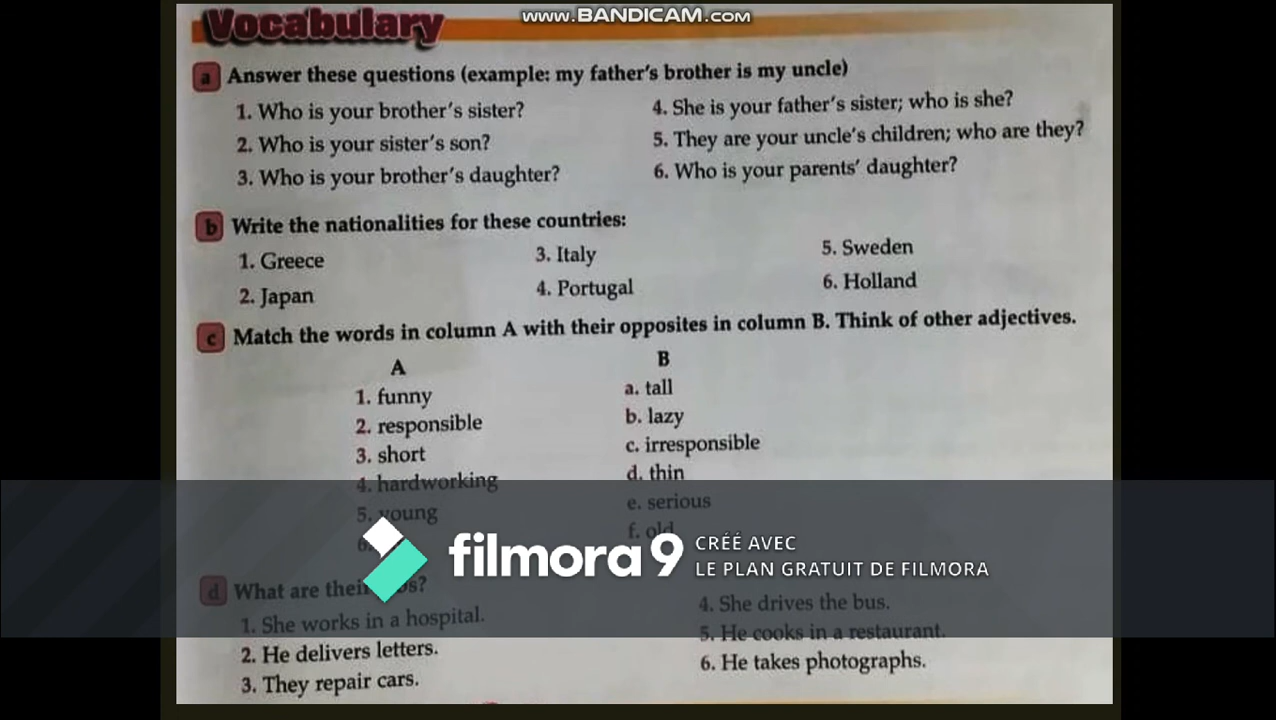 www.BANDICAM.com
Vocabulary
a Answer these questions (example: my father's brother is my uncle)
1. Who is your brother's sister?
2. Who is your sister's son?
3. Who is your brother's daughter?
4. She is your father's sister; who is she?
5. They are your uncle's children; who are they?
6. Who is your parents' daughter?
b Write the nationalities for these countries:
1. Greece
2. Japan
3. Italy
4. Portugal
5. Sweden
6. Holland
c Match the words in column A with their opposites in column B. Think of other adjectives.
A
1. funny
2. responsible
3. short
4. hardworking
5. young
B
a. tall
b. lazy
c. irresponsible
d. thin
e. serious
f. old
filmora 9
CRÉÉ AVEC
LE PLAN GRATUIT DE FILMORA
d What are their
1. She works in a hospital.
2. He delivers letters.
3. They repair cars.
4. She drives the bus.
5. He cooks in a restaurant.
6. He takes photographs.